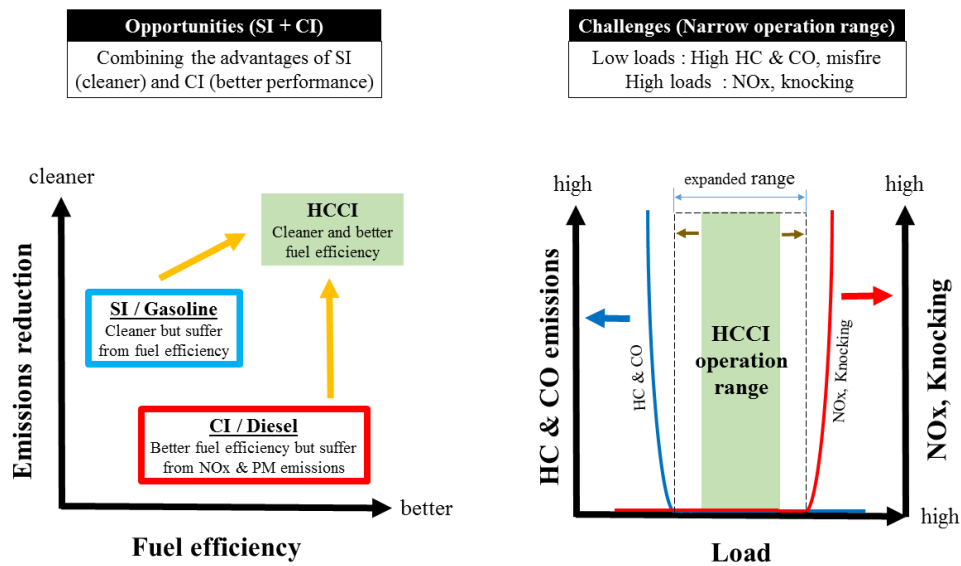 Opportunities (SI + CI)
Combining the advantages of SI
(cleaner) and CI (better performance)
Challenges (Narrow operation range)
Low loads : High HC & CO, misfire
High loads : NOx, knocking
cleaner
Emissions reduction
HCCI
Cleaner and better
fuel efficiency
SI / Gasoline
Cleaner but suffer
from fuel efficiency
CI / Diesel
Better fuel efficiency but suffer
from NOx & PM emissions
better
Fuel efficiency
high
expanded range
high
HC & CO emissions
HC & CO
HCCI
operation
range
NOx, Knocking
NOx, Knocking
high
Load